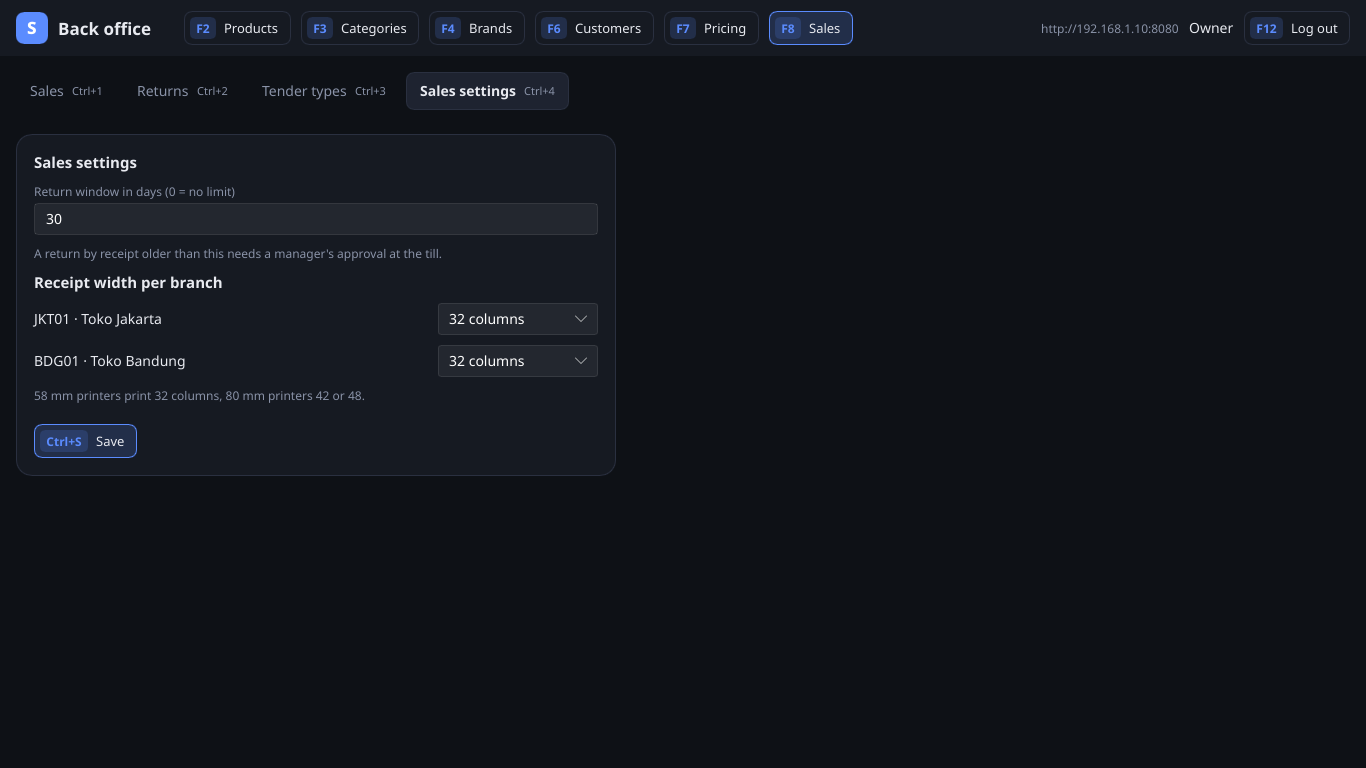 S Back office F2 Products F3 Categories F4 Brands F6 Customers F7 Pricing F8 Sales http://192.168.1.10:8080 Owner F12 Log out
Sales Ctrl+1 Returns Ctrl+2 Tender types Ctrl+3 Sales settings Ctrl+4
Sales settings
Return window in days (0 = no limit)
30
A return by receipt older than this needs a manager's approval at the till.
Receipt width per branch
JKT01 · Toko Jakarta 32 columns
BDG01 · Toko Bandung 32 columns
58 mm printers print 32 columns, 80 mm printers 42 or 48.
Ctrl+S Save